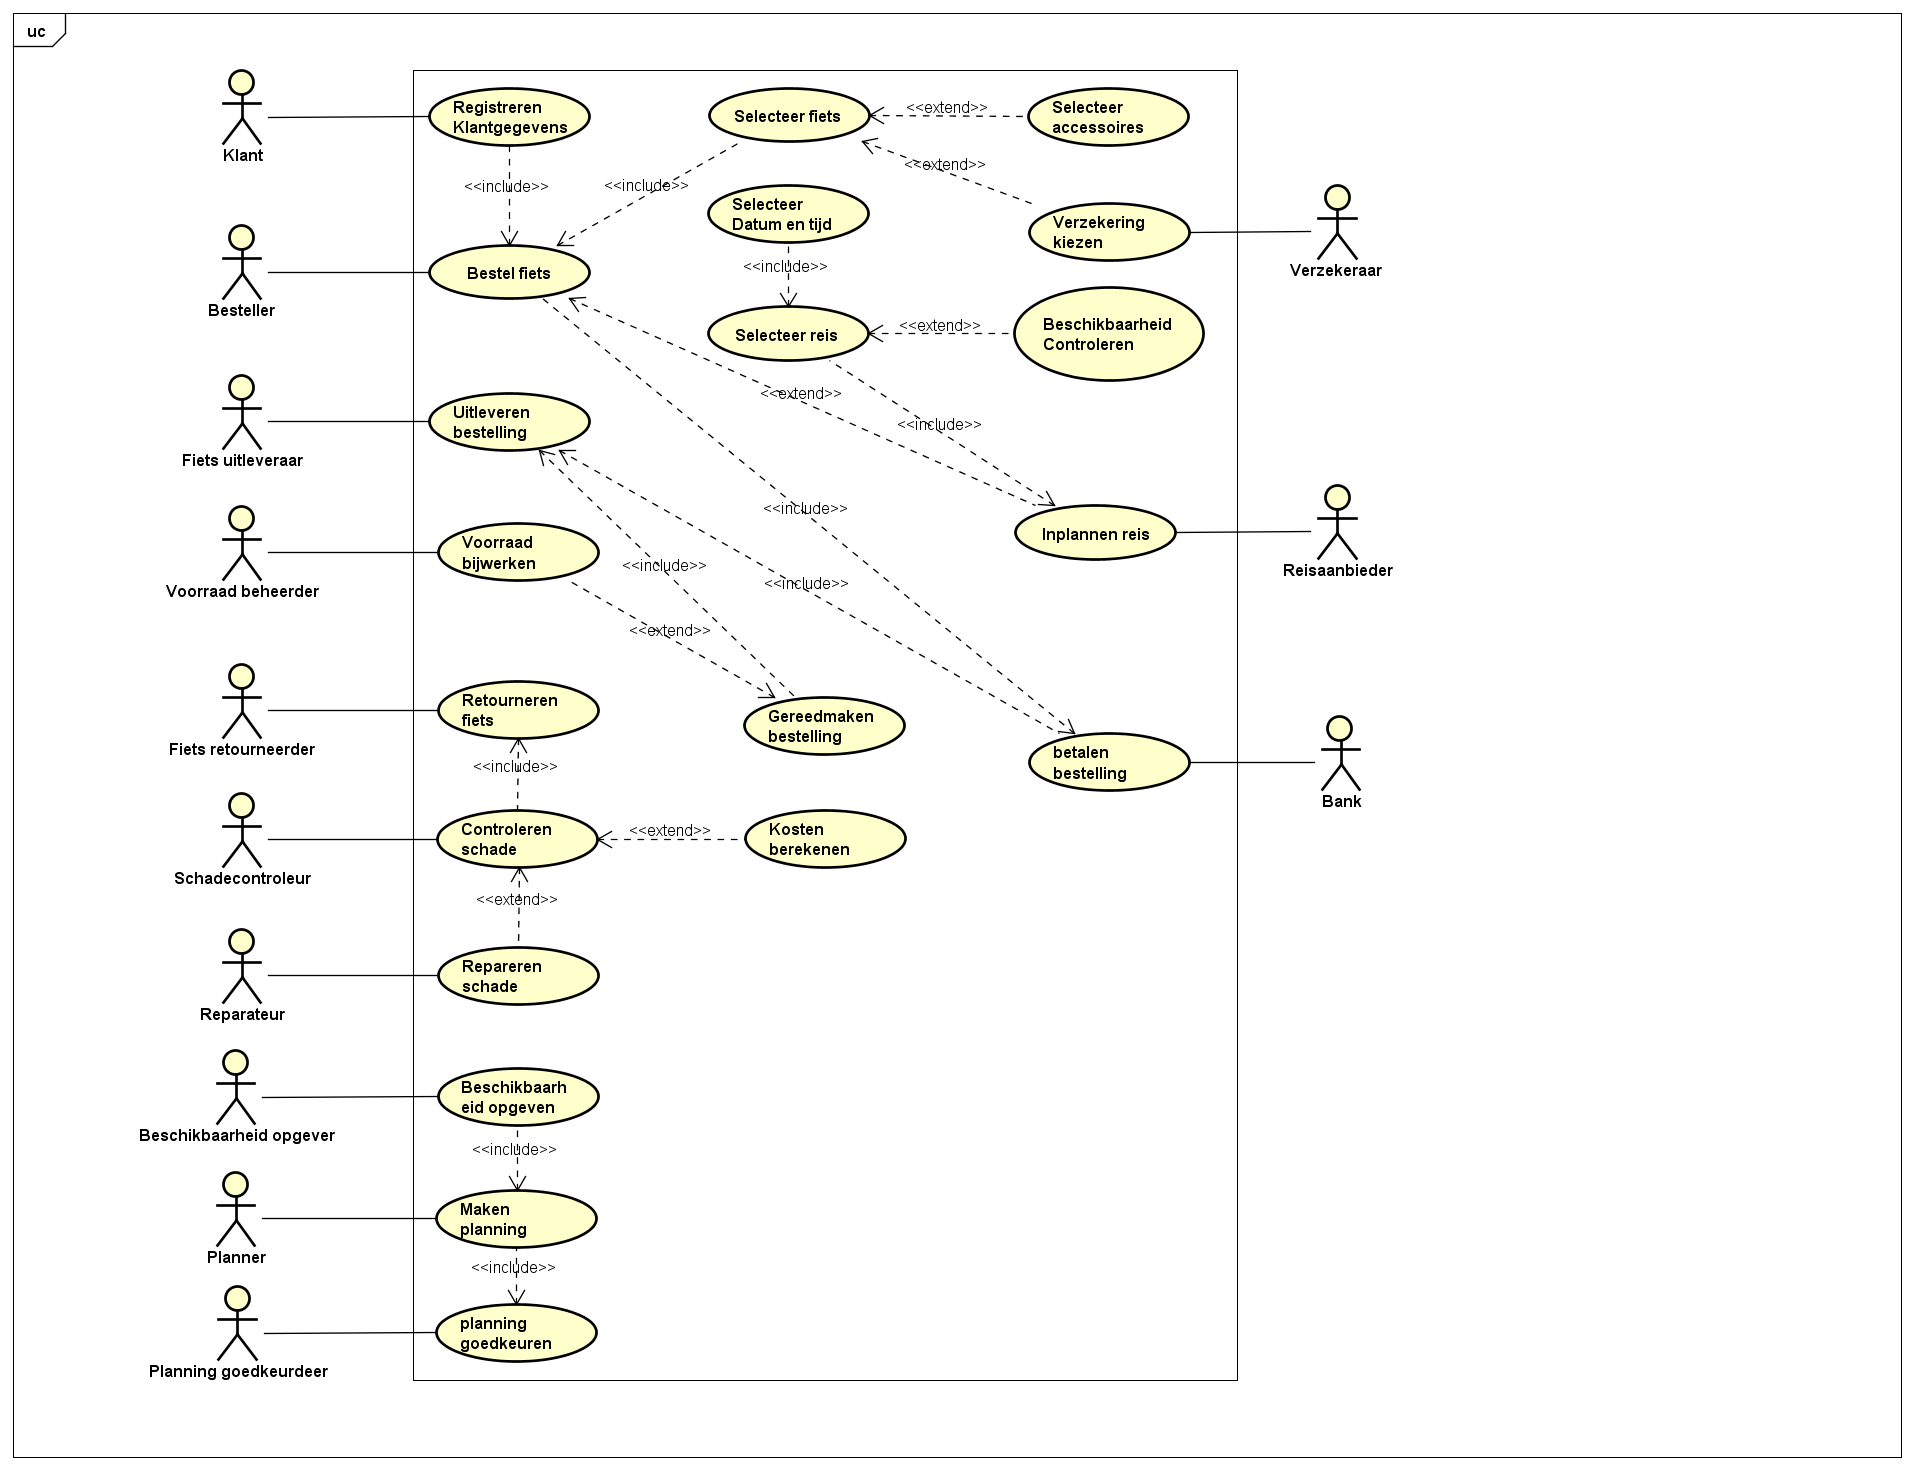 uc
Klant
Registreren
Klantgegevens
Selecteer fiets
<<extend>>
Selecteer
accessoires
<<extend>>
<<include>>
<<include>>
Selecteer
Datum en tijd
Verzekering
kiezen
Verzekeraar
Besteller
Bestel fiets
<<include>>
Selecteer reis
<<extend>>
Beschikbaarheid
Controleren
<<extend>>
<<include>>
Fiets uitleveraar
Uitleveren
bestelling
<<include>>
Inplannen reis
Reisaanbieder
Voorraad beheerder
Voorraad
bijwerken
<<include>>
<<include>>
<<extend>>
Fiets retourneerder
Retourneren
fiets
Gereedmaken
bestelling
betalen
bestelling
Bank
<<include>>
Schadecontroleur
Controleren
schade
<<extend>>
Kosten
berekenen
<<extend>>
Reparateur
Repareren
schade
Beschikbaarheid opgever
Beschikbaarh
eid opgeven
<<include>>
Planner
Maken
planning
<<include>>
Planning goedkeurdeer
planning
goedkeuren